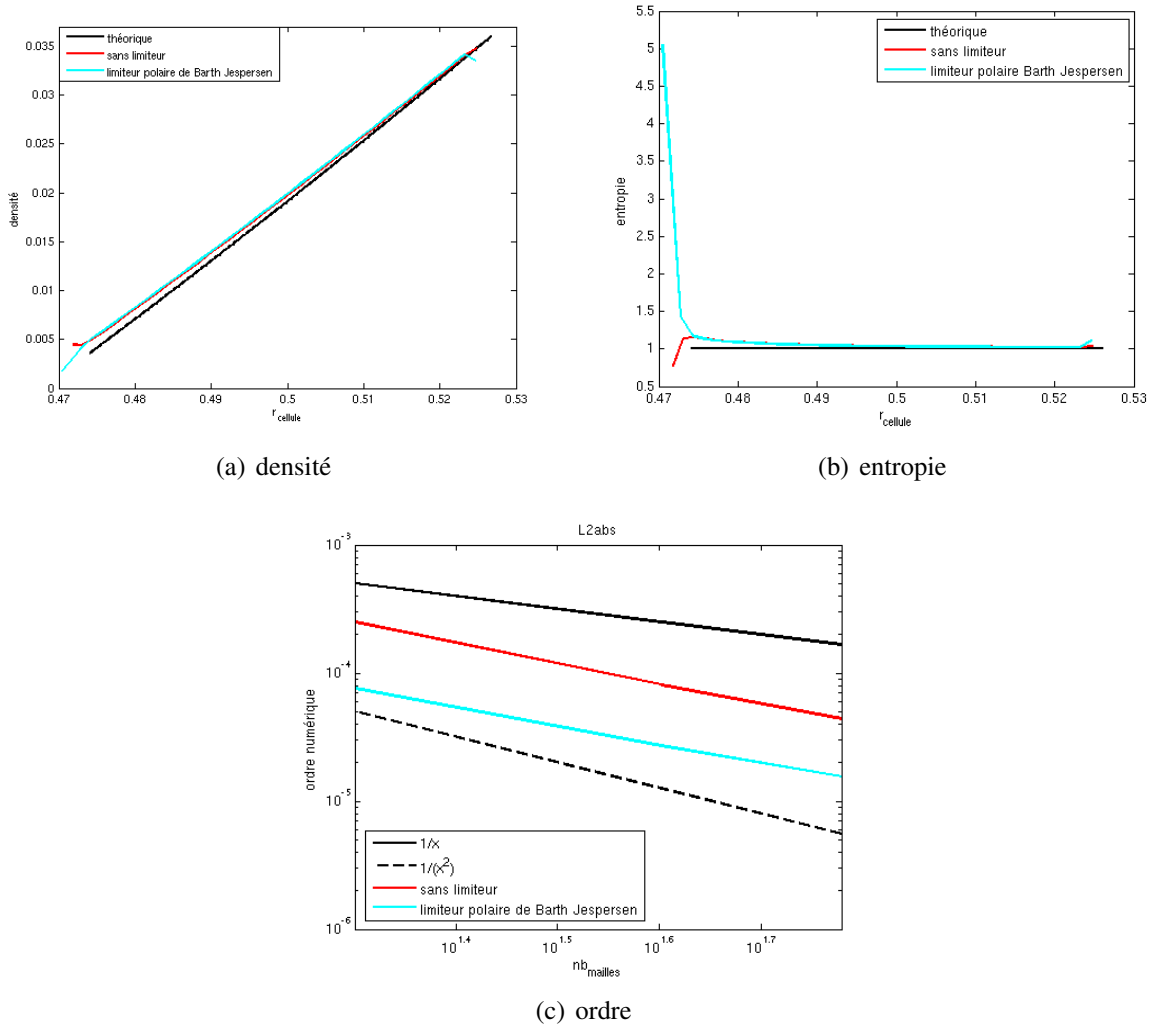 théorique
sans limiteur
limiteur polaire de Barth Jespersen
0.035
0.03
0.025
0.02
0.015
0.01
0.005
0
densité
0.47 0.48 0.49 0.5 0.51 0.52 0.53
r_cellule
(a) densité
théorique
sans limiteur
limiteur polaire Barth Jespersen
5.5
5
4.5
4
3.5
3
2.5
2
1.5
1
0.5
entropie
0.47 0.48 0.49 0.5 0.51 0.52 0.53
r_cellule
(b) entropie
L2abs
10^-3
10^-4
10^-5
10^-6
ordre numérique
1/x
1/(x^2)
sans limiteur
limiteur polaire de Barth Jespersen
10^1.4 10^1.5 10^1.6 10^1.7
nb_mailles
(c) ordre